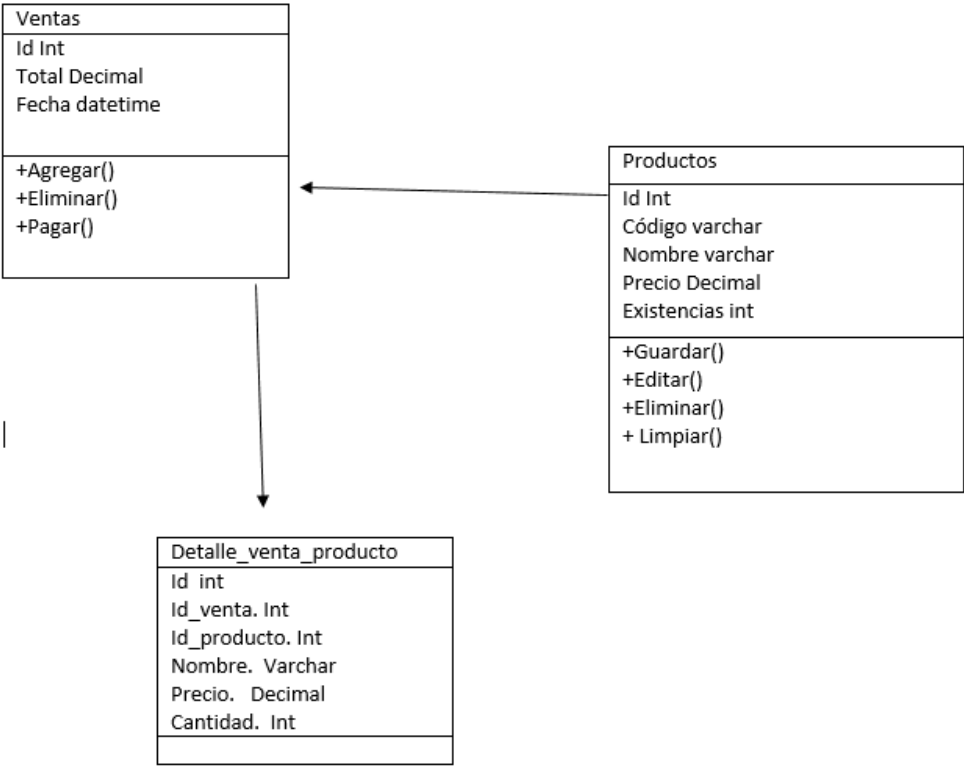 Ventas
Id Int
Total Decimal
Fecha datetime
+Agregar()
+Eliminar()
+Pagar()
Productos
Id Int
Código varchar
Nombre varchar
Precio Decimal
Existencias int
+Guardar()
+Editar()
+Eliminar()
+ Limpiar()
Detalle_venta_producto
Id  int
Id_venta. Int
Id_producto. Int
Nombre.  Varchar
Precio.   Decimal
Cantidad.  Int